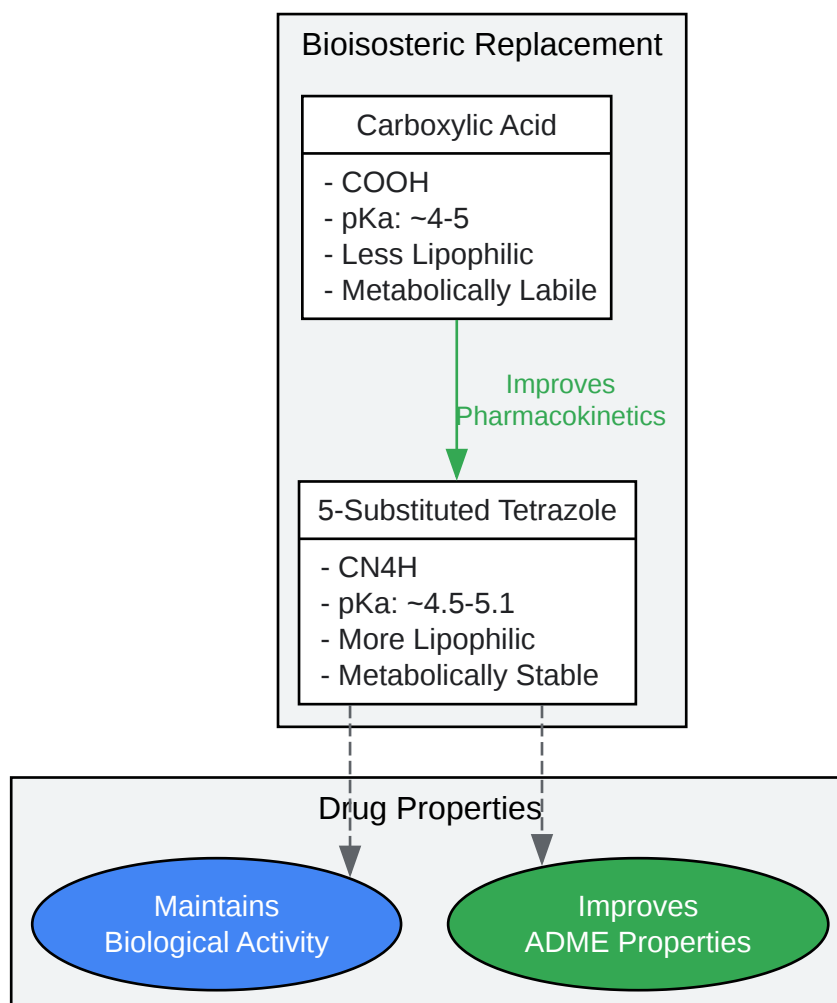 Bioisosteric Replacement
Carboxylic Acid
- COOH
- pKa: ~4-5
- Less Lipophilic
- Metabolically Labile
Improves
Pharmacokinetics
5-Substituted Tetrazole
- CN4H
- pKa: ~4.5-5.1
- More Lipophilic
- Metabolically Stable
Drug Properties
Maintains
Biological Activity
Improves
ADME Properties